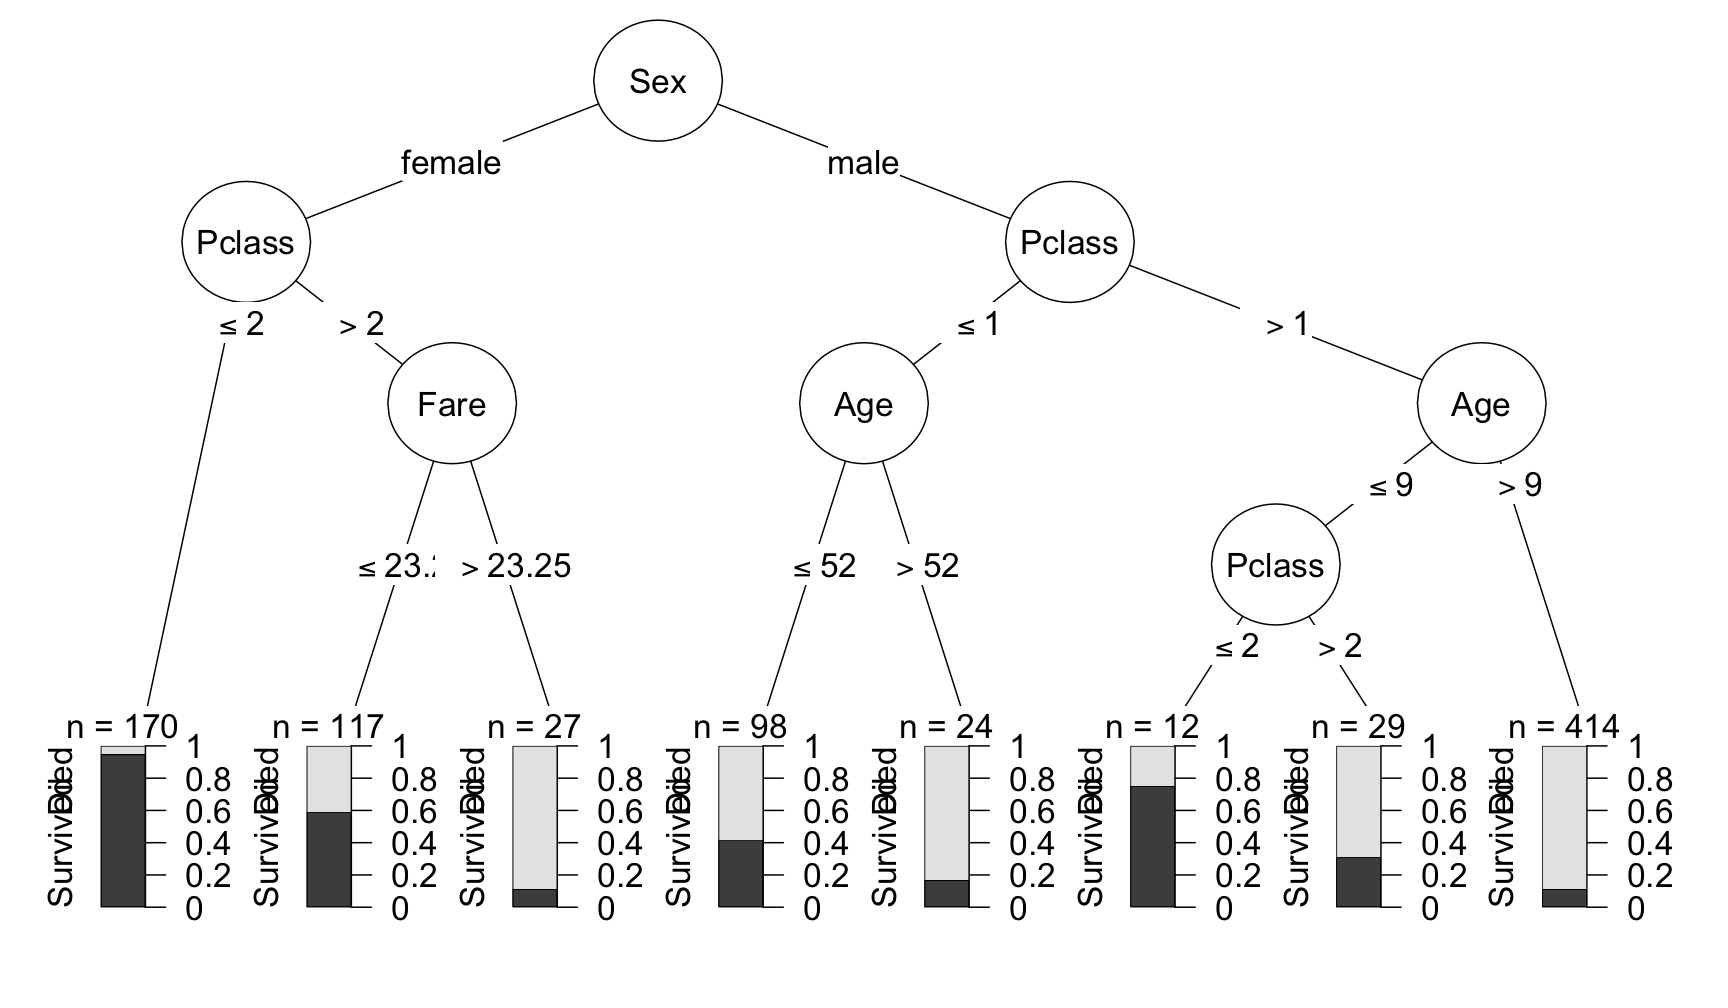 Sex
female male
Pclass Pclass
≤ 2 > 2 ≤ 1 > 1
Fare Age Age
≤ 9 > 9
≤ 23.2 > 23.25 ≤ 52 > 52 Pclass
≤ 2 > 2
n = 170 n = 117 n = 27 n = 98 n = 24 n = 12 n = 29 n = 414
Survived Died 1 0.8 0.6 0.4 0.2 0
Survived Died 1 0.8 0.6 0.4 0.2 0
Survived Died 1 0.8 0.6 0.4 0.2 0
Survived Died 1 0.8 0.6 0.4 0.2 0
Survived Died 1 0.8 0.6 0.4 0.2 0
Survived Died 1 0.8 0.6 0.4 0.2 0
Survived Died 1 0.8 0.6 0.4 0.2 0
Survived Died 1 0.8 0.6 0.4 0.2 0